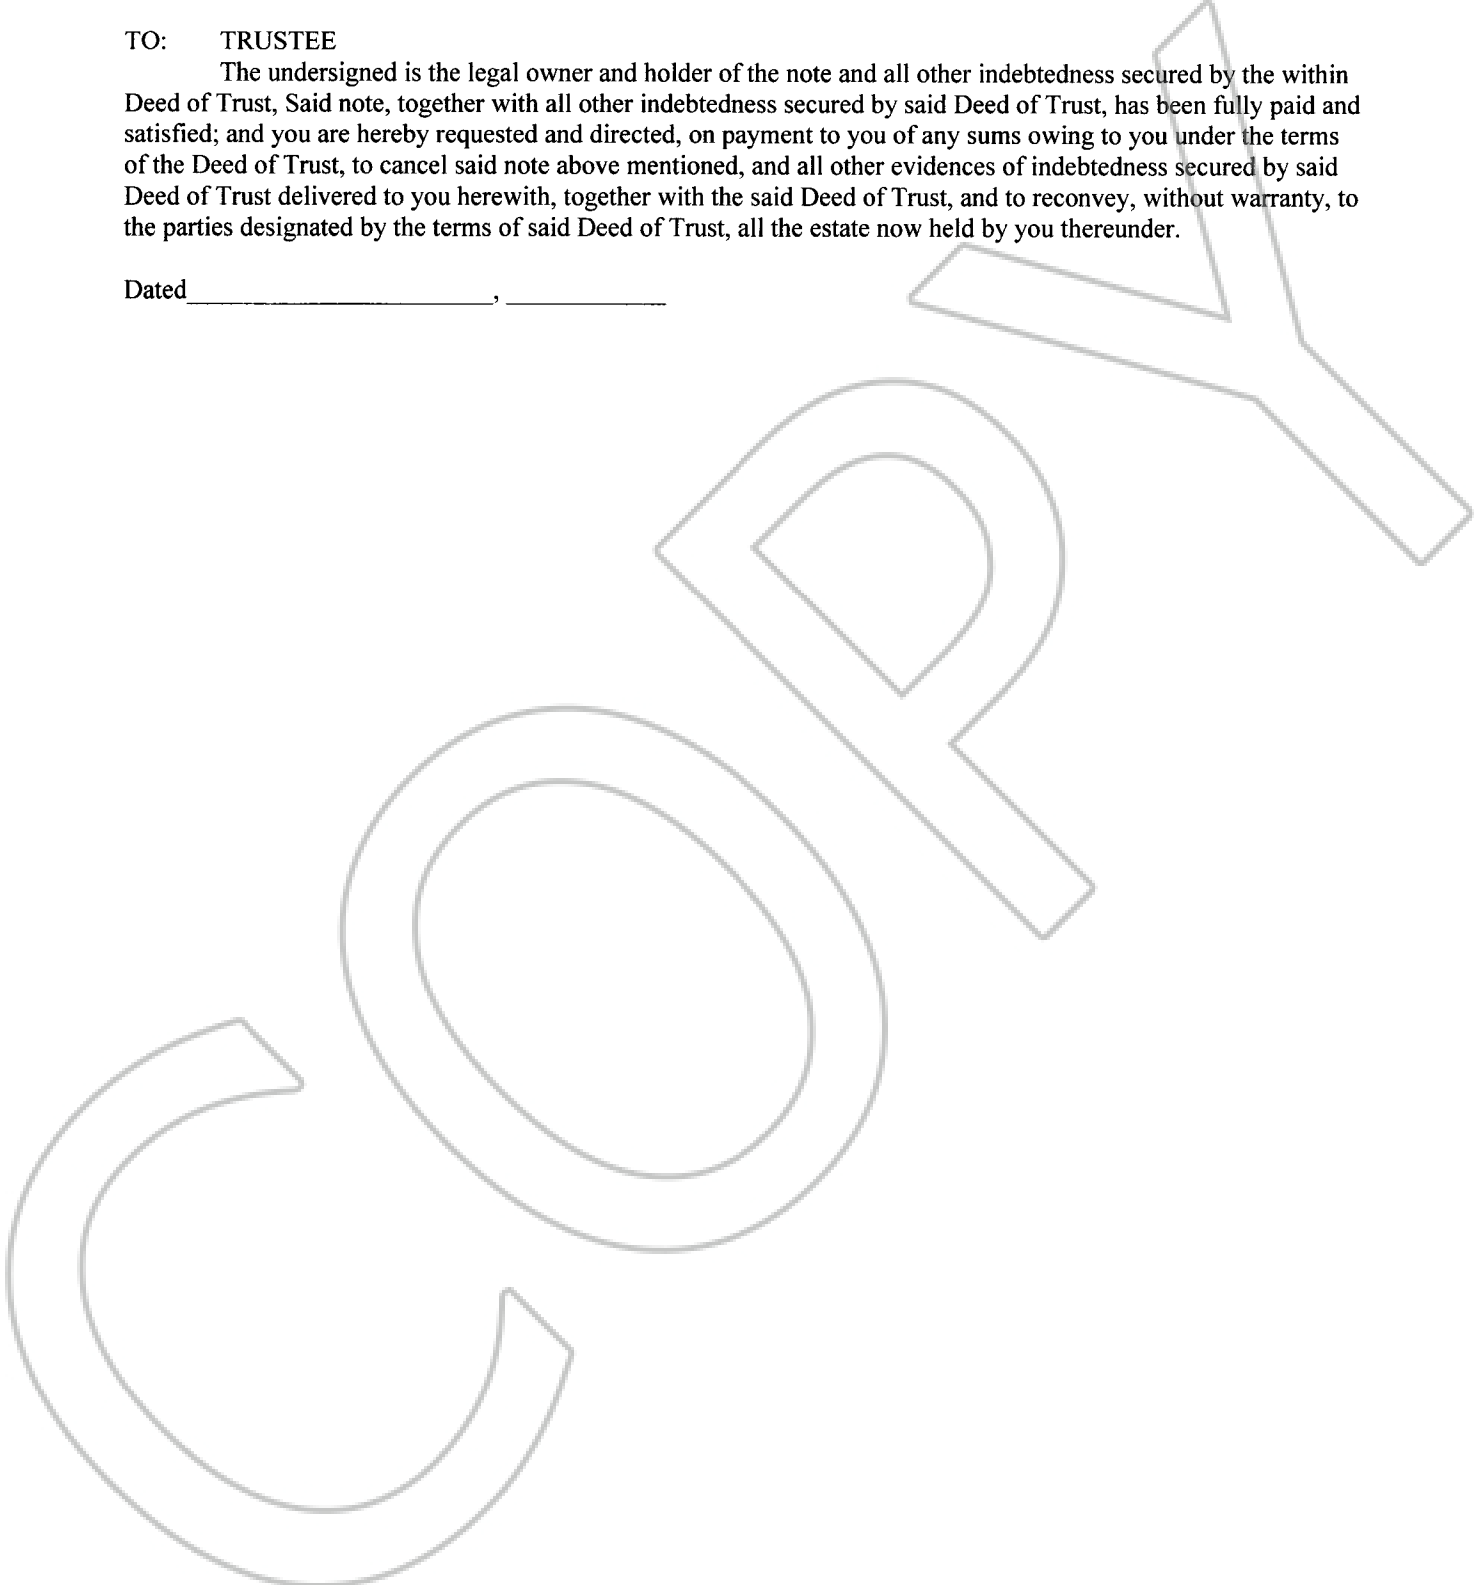 TO: TRUSTEE
The undersigned is the legal owner and holder of the note and all other indebtedness secured by the within
Deed of Trust, Said note, together with all other indebtedness secured by said Deed of Trust, has been fully paid and
satisfied; and you are hereby requested and directed, on payment to you of any sums owing to you under the terms
of the Deed of Trust, to cancel said note above mentioned, and all other evidences of indebtedness secured by said
Deed of Trust delivered to you herewith, together with the said Deed of Trust, and to reconvey, without warranty, to
the parties designated by the terms of said Deed of Trust, all the estate now held by you thereunder.
Dated______________________, ____________
COPY